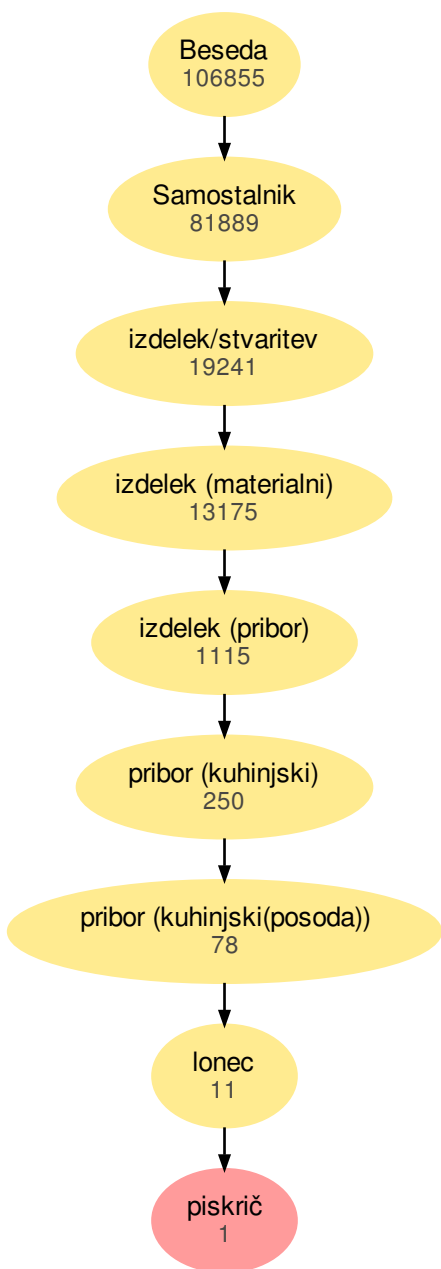 Beseda
106855
Samostalnik
81889
izdelek/stvaritev
19241
izdelek (materialni)
13175
izdelek (pribor)
1115
pribor (kuhinjski)
250
pribor (kuhinjski(posoda))
78
lonec
11
piskrič
1